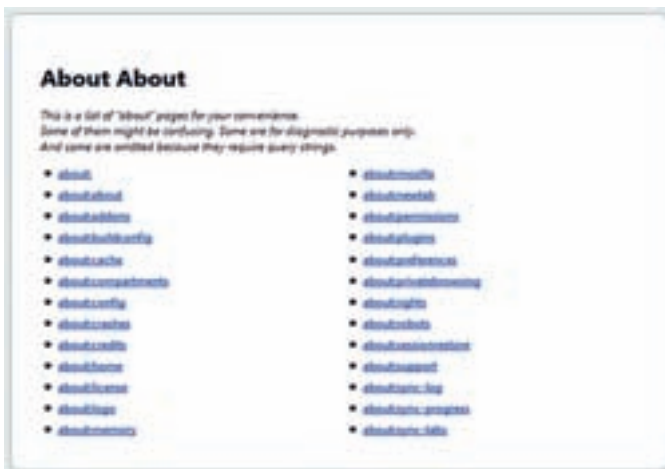 About About
This is a list of "about" pages for your convenience.
Some of them might be confusing. Some are for diagnostic purposes only.
And some are omitted because they require query strings.
about:
about:about
about:addons
about:buildconfig
about:cache
about:compartments
about:config
about:crashes
about:credits
about:home
about:license
about:logo
about:memory
about:mozilla
about:newtab
about:permissions
about:plugins
about:preferences
about:privatebrowsing
about:rights
about:robots
about:sessionrestore
about:support
about:sync-log
about:sync-progress
about:sync-tabs